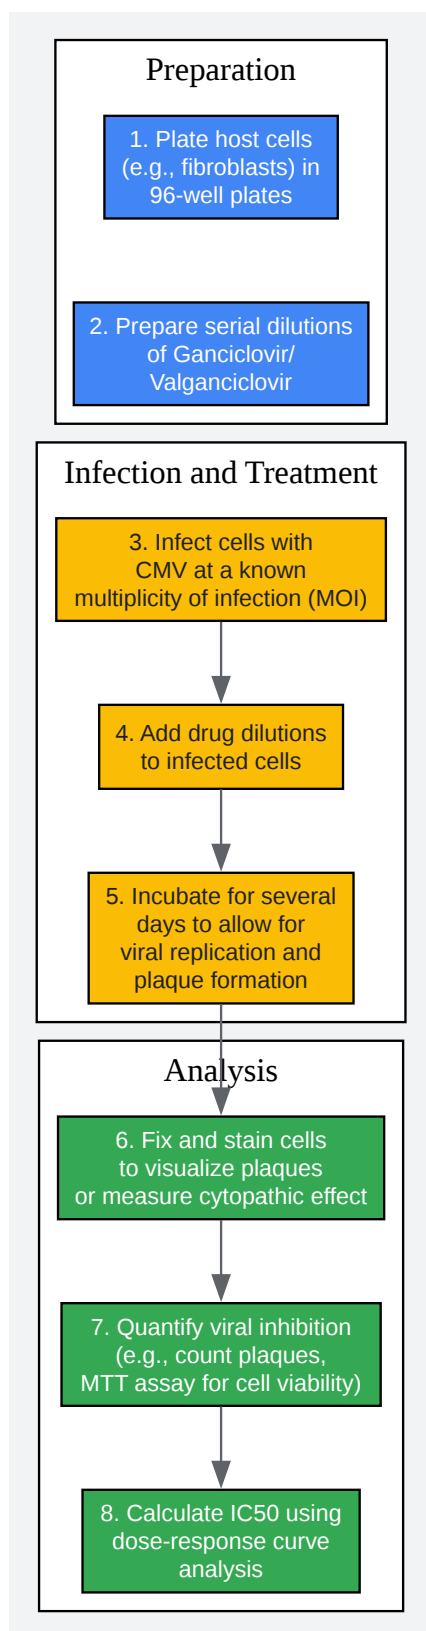 Preparation
1. Plate host cells
(e.g., fibroblasts) in
96-well plates
2. Prepare serial dilutions
of Ganciclovir/
Valganciclovir
Infection and Treatment
3. Infect cells with
CMV at a known
multiplicity of infection (MOI)
4. Add drug dilutions
to infected cells
5. Incubate for several
days to allow for
viral replication and
plaque formation
Analysis
6. Fix and stain cells
to visualize plaques
or measure cytopathic effect
7. Quantify viral inhibition
(e.g., count plaques,
MTT assay for cell viability)
8. Calculate IC50 using
dose-response curve
analysis